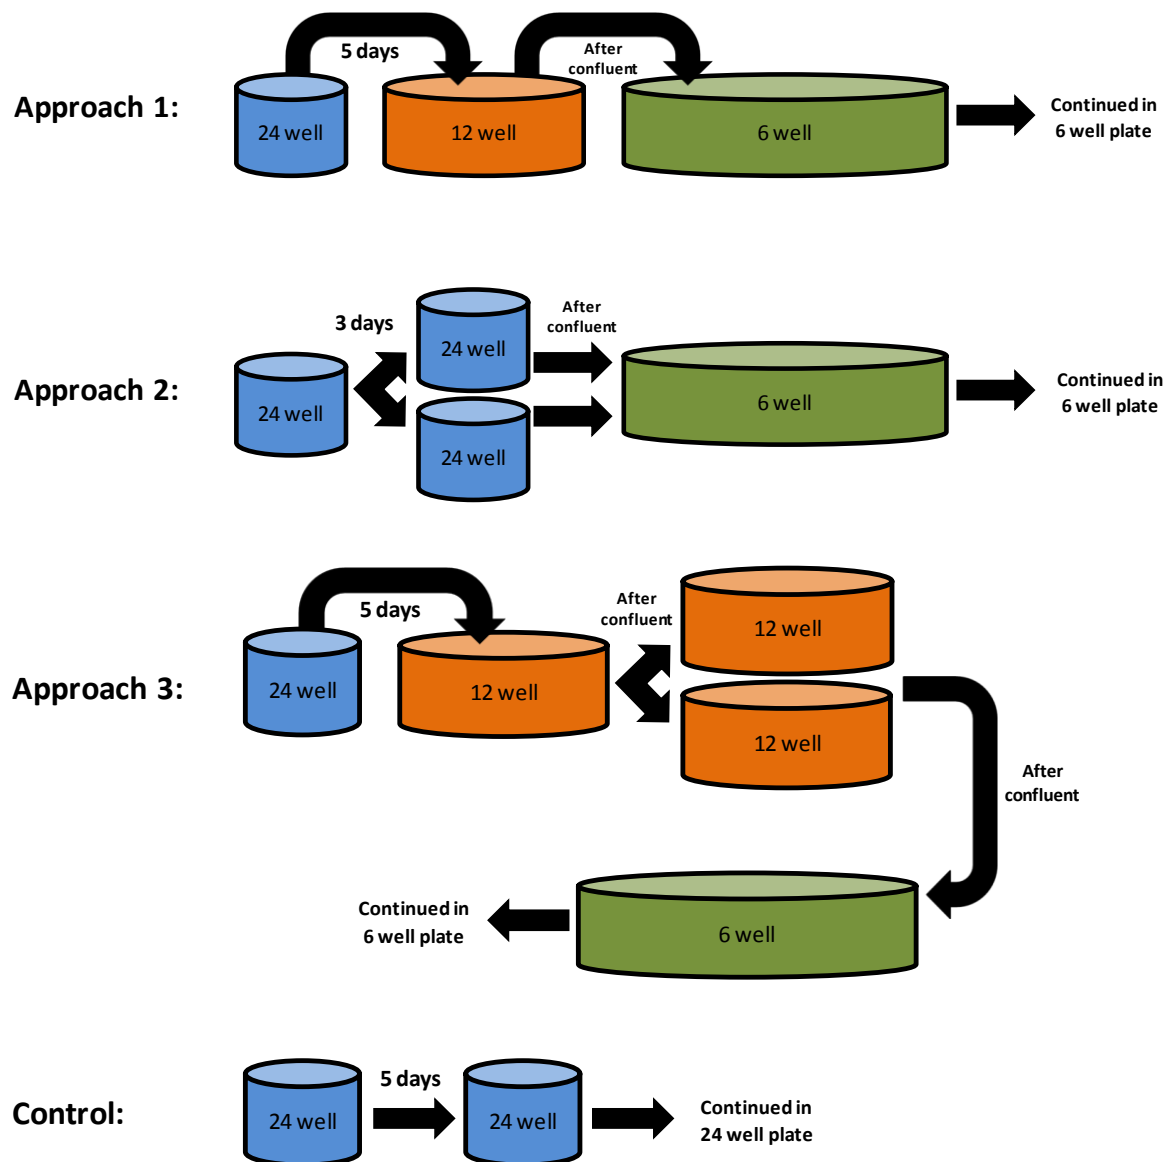 Approach 1:
24 well
5 days
12 well
After
confluent
6 well
Continued in
6 well plate
Approach 2:
24 well
3 days
24 well
24 well
After
confluent
6 well
Continued in
6 well plate
Approach 3:
24 well
5 days
12 well
After
confluent
12 well
12 well
After
confluent
6 well
Continued in
6 well plate
Control:
24 well
5 days
24 well
Continued in
24 well plate